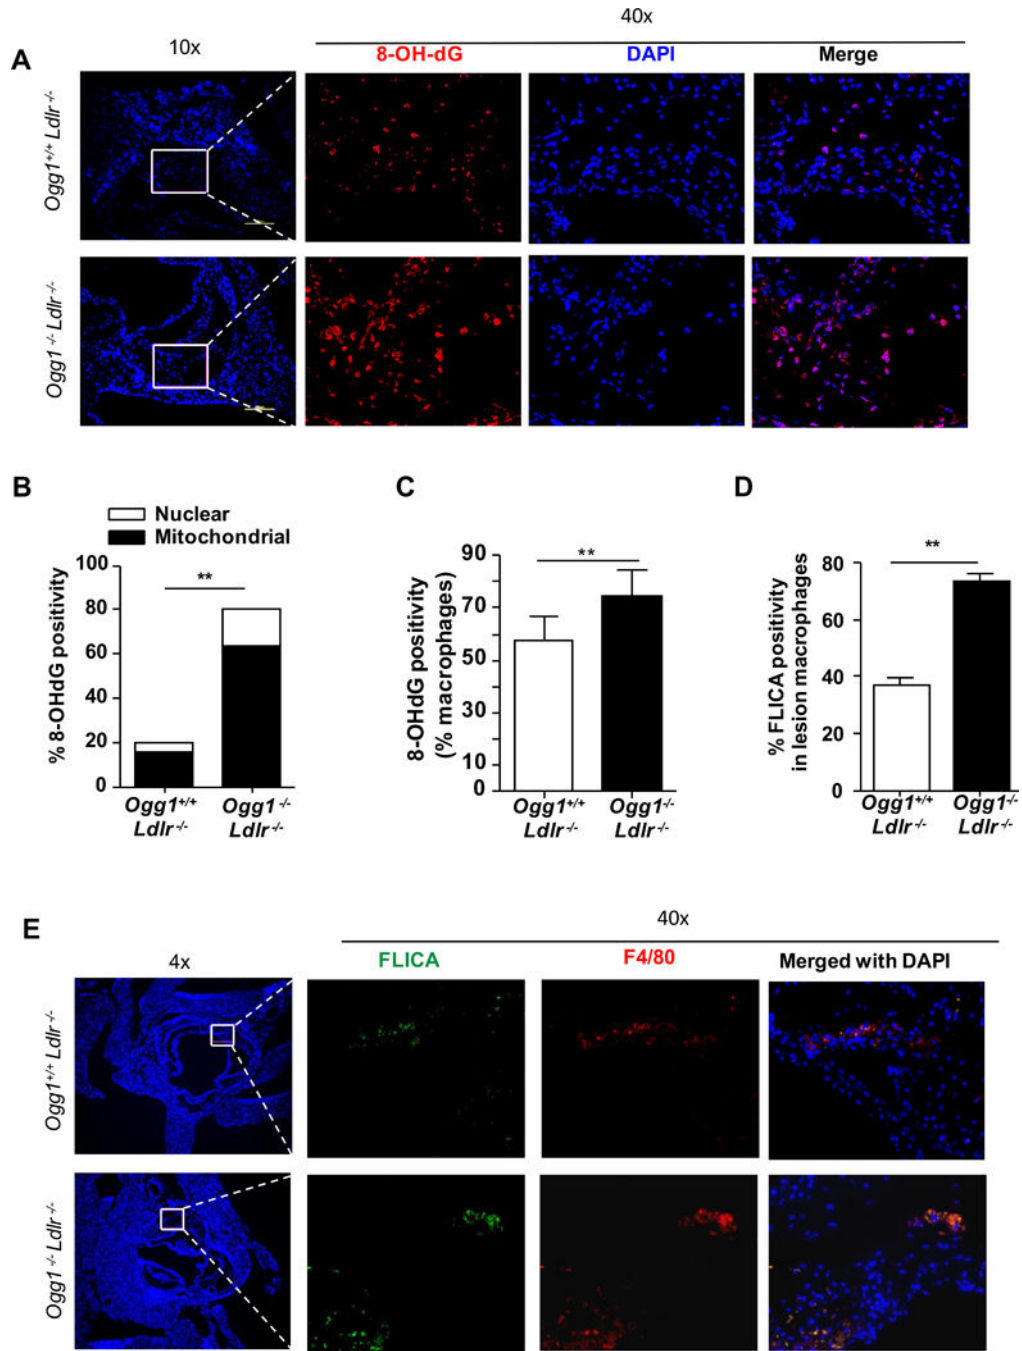 40x
A
10x
8-OH-dG
DAPI
Merge
Ogg1+/+ Ldlr-/-
Ogg1-/- Ldlr-/-
B
Nuclear
Mitochondrial
% 8-OHdG positivity
100
80
60
40
20
0
**
Ogg1+/+ Ldlr-/-
Ogg1-/- Ldlr-/-
C
8-OHdG positivity
(% macrophages)
90
70
50
30
10
0
**
Ogg1+/+ Ldlr-/-
Ogg1-/- Ldlr-/-
D
% FLICA positivity
in lesion macrophages
80
60
40
20
0
**
Ogg1+/+ Ldlr-/-
Ogg1-/- Ldlr-/-
E
40x
4x
FLICA
F4/80
Merged with DAPI
Ogg1+/+ Ldlr-/-
Ogg1-/- Ldlr-/-